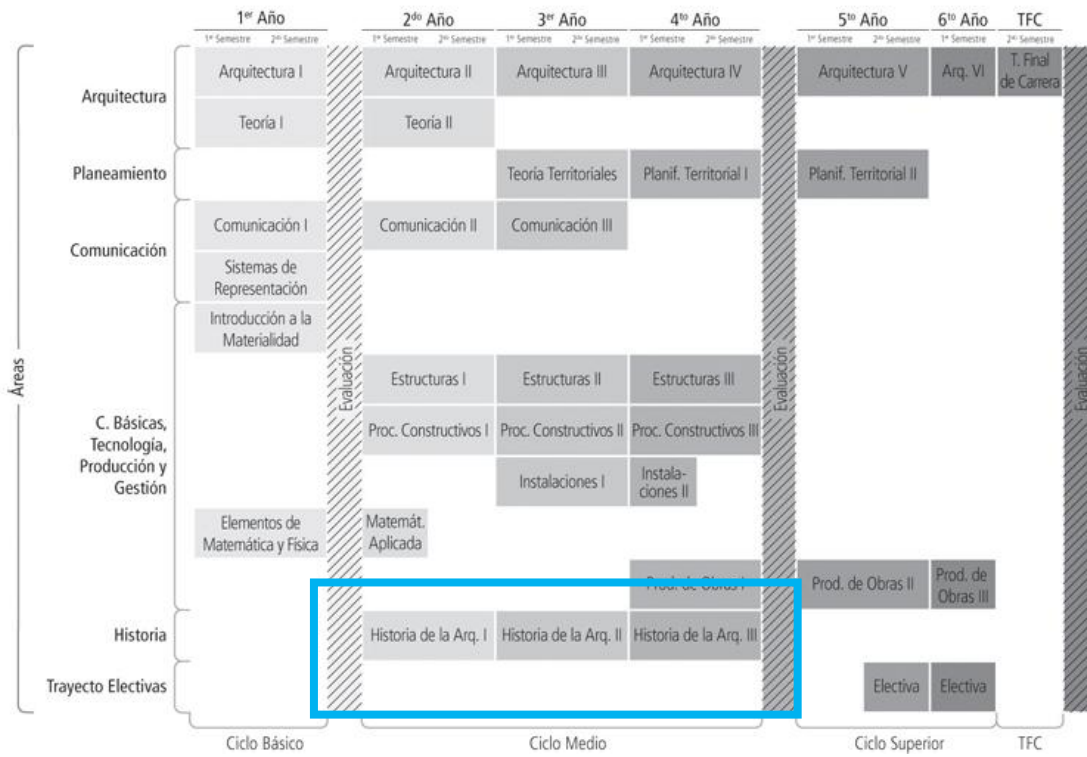 1er Año 2do Año 3er Año 4to Año 5to Año 6to Año TFC
1er Semestre 2do Semestre 1er Semestre 2do Semestre 1er Semestre 2do Semestre 1er Semestre 2do Semestre 1er Semestre 2do Semestre 1er Semestre 2do Semestre
Áreas
Arquitectura
Arquitectura I Arquitectura II Arquitectura III Arquitectura IV Arquitectura V Arq. VI T. Final
de Carrera
Teoría I Teoría II
Planeamiento
Teoría Territoriales Planif. Territorial I Planif. Territorial II
Comunicación
Comunicación I Comunicación II Comunicación III
Sistemas de
Representación
C. Básicas,
Tecnología,
Producción y
Gestión
Introducción a la
Materialidad
Evaluación
Evaluación
Evaluación
Estructuras I Estructuras II Estructuras III
Proc. Constructivos I Proc. Constructivos II Proc. Constructivos III
Instalaciones I Instala-
ciones II
Elementos de
Matemática y Física
Matemát.
Aplicada
Prod. de Obras I Prod. de Obras II Prod. de
Obras III
Historia
Historia de la Arq. I Historia de la Arq. II Historia de la Arq. III
Trayecto Electivas
Electiva Electiva
Ciclo Básico Ciclo Medio Ciclo Superior TFC